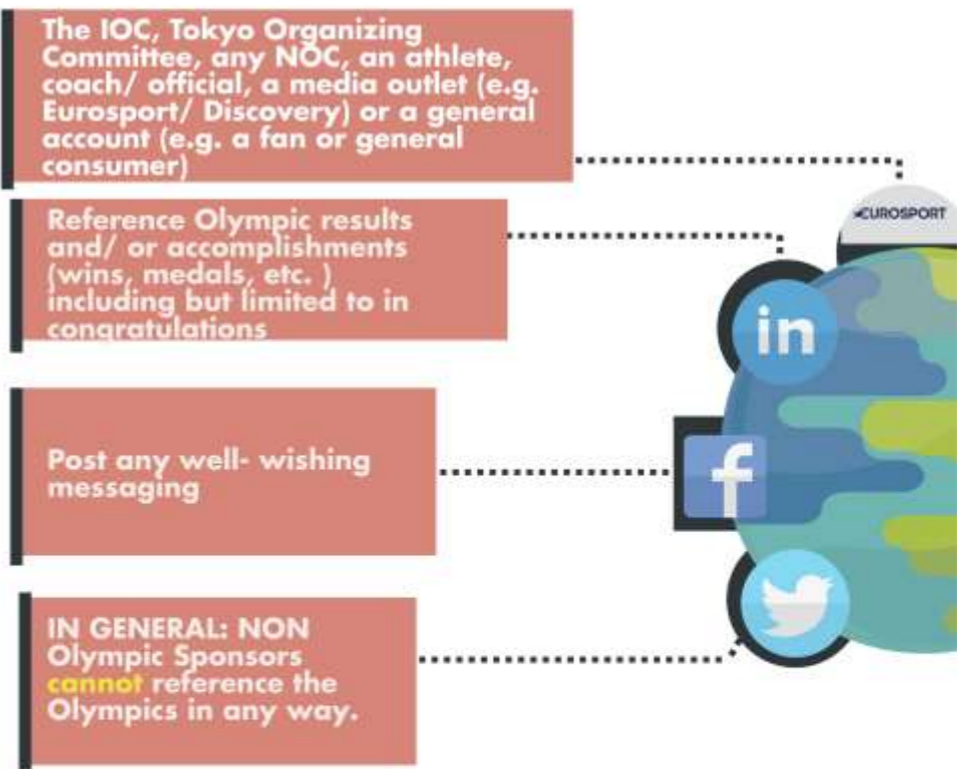 The IOC, Tokyo Organizing
Committee, any NOC, an athlete,
coach/ official, a media outlet (e.g.
Eurosport/ Discovery) or a general
account (e.g. a fan or general
consumer)
EUROSPORT
Reference Olympic results
and/ or accomplishments
(wins, medals, etc. )
including but limited to in
congratulations
in
Post any well- wishing
messaging
f
IN GENERAL: NON
Olympic Sponsors
cannot reference the
Olympics in any way.